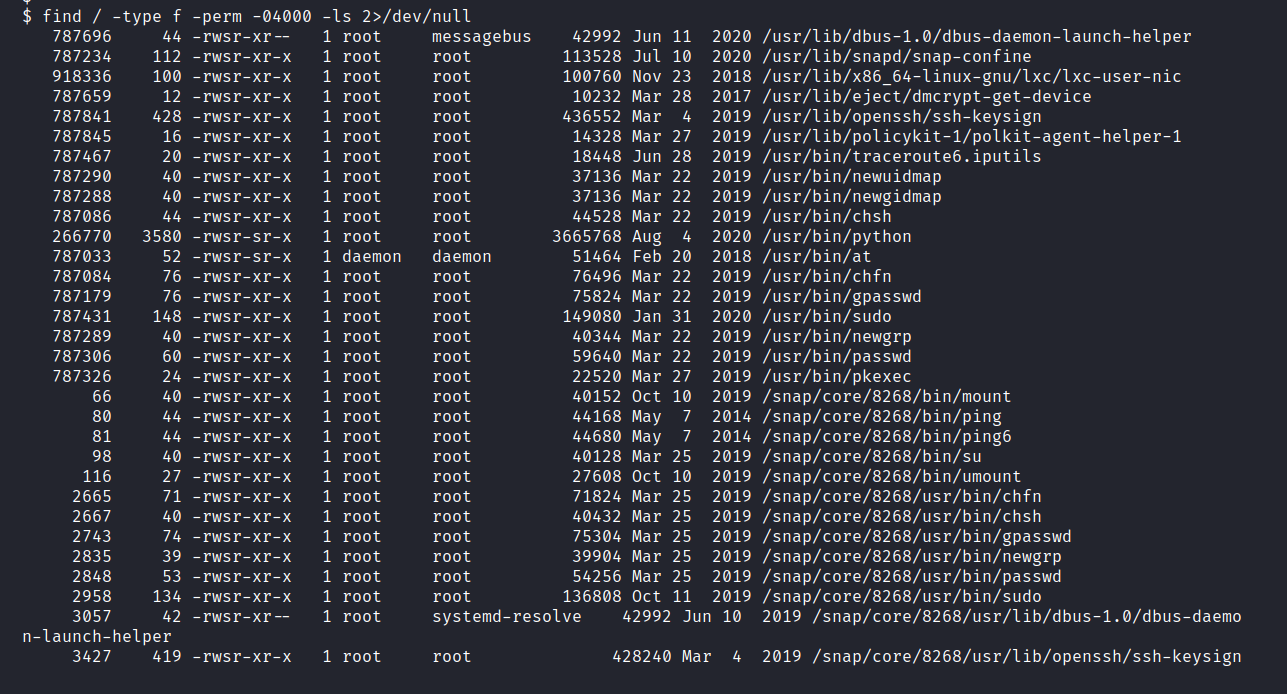 $
$ find / -type f -perm -04000 -ls 2>/dev/null
787696 44 -rwsr-xr-- 1 root messagebus 42992 Jun 11 2020 /usr/lib/dbus-1.0/dbus-daemon-launch-helper
787234 112 -rwsr-xr-x 1 root root 113528 Jul 10 2020 /usr/lib/snapd/snap-confine
918336 100 -rwsr-xr-x 1 root root 100760 Nov 23 2018 /usr/lib/x86_64-linux-gnu/lxc/lxc-user-nic
787659 12 -rwsr-xr-x 1 root root 10232 Mar 28 2017 /usr/lib/eject/dmcrypt-get-device
787841 428 -rwsr-xr-x 1 root root 436552 Mar 4 2019 /usr/lib/openssh/ssh-keysign
787845 16 -rwsr-xr-x 1 root root 14328 Mar 27 2019 /usr/lib/policykit-1/polkit-agent-helper-1
787467 20 -rwsr-xr-x 1 root root 18448 Jun 28 2019 /usr/bin/traceroute6.iputils
787290 40 -rwsr-xr-x 1 root root 37136 Mar 22 2019 /usr/bin/newuidmap
787288 40 -rwsr-xr-x 1 root root 37136 Mar 22 2019 /usr/bin/newgidmap
787086 44 -rwsr-xr-x 1 root root 44528 Mar 22 2019 /usr/bin/chsh
266770 3580 -rwsr-sr-x 1 root root 3665768 Aug 4 2020 /usr/bin/python
787033 52 -rwsr-sr-x 1 daemon daemon 51464 Feb 20 2018 /usr/bin/at
787084 76 -rwsr-xr-x 1 root root 76496 Mar 22 2019 /usr/bin/chfn
787179 76 -rwsr-xr-x 1 root root 75824 Mar 22 2019 /usr/bin/gpasswd
787431 148 -rwsr-xr-x 1 root root 149080 Jan 31 2020 /usr/bin/sudo
787289 40 -rwsr-xr-x 1 root root 40344 Mar 22 2019 /usr/bin/newgrp
787306 60 -rwsr-xr-x 1 root root 59640 Mar 22 2019 /usr/bin/passwd
787326 24 -rwsr-xr-x 1 root root 22520 Mar 27 2019 /usr/bin/pkexec
66 40 -rwsr-xr-x 1 root root 40152 Oct 10 2019 /snap/core/8268/bin/mount
80 44 -rwsr-xr-x 1 root root 44168 May 7 2014 /snap/core/8268/bin/ping
81 44 -rwsr-xr-x 1 root root 44680 May 7 2014 /snap/core/8268/bin/ping6
98 40 -rwsr-xr-x 1 root root 40128 Mar 25 2019 /snap/core/8268/bin/su
116 27 -rwsr-xr-x 1 root root 27608 Oct 10 2019 /snap/core/8268/bin/umount
2665 71 -rwsr-xr-x 1 root root 71824 Mar 25 2019 /snap/core/8268/usr/bin/chfn
2667 40 -rwsr-xr-x 1 root root 40432 Mar 25 2019 /snap/core/8268/usr/bin/chsh
2743 74 -rwsr-xr-x 1 root root 75304 Mar 25 2019 /snap/core/8268/usr/bin/gpasswd
2835 39 -rwsr-xr-x 1 root root 39904 Mar 25 2019 /snap/core/8268/usr/bin/newgrp
2848 53 -rwsr-xr-x 1 root root 54256 Mar 25 2019 /snap/core/8268/usr/bin/passwd
2958 134 -rwsr-xr-x 1 root root 136808 Oct 11 2019 /snap/core/8268/usr/bin/sudo
3057 42 -rwsr-xr-- 1 root systemd-resolve 42992 Jun 10 2019 /snap/core/8268/usr/lib/dbus-1.0/dbus-daemo
n-launch-helper
3427 419 -rwsr-xr-x 1 root root 428240 Mar 4 2019 /snap/core/8268/usr/lib/openssh/ssh-keysign